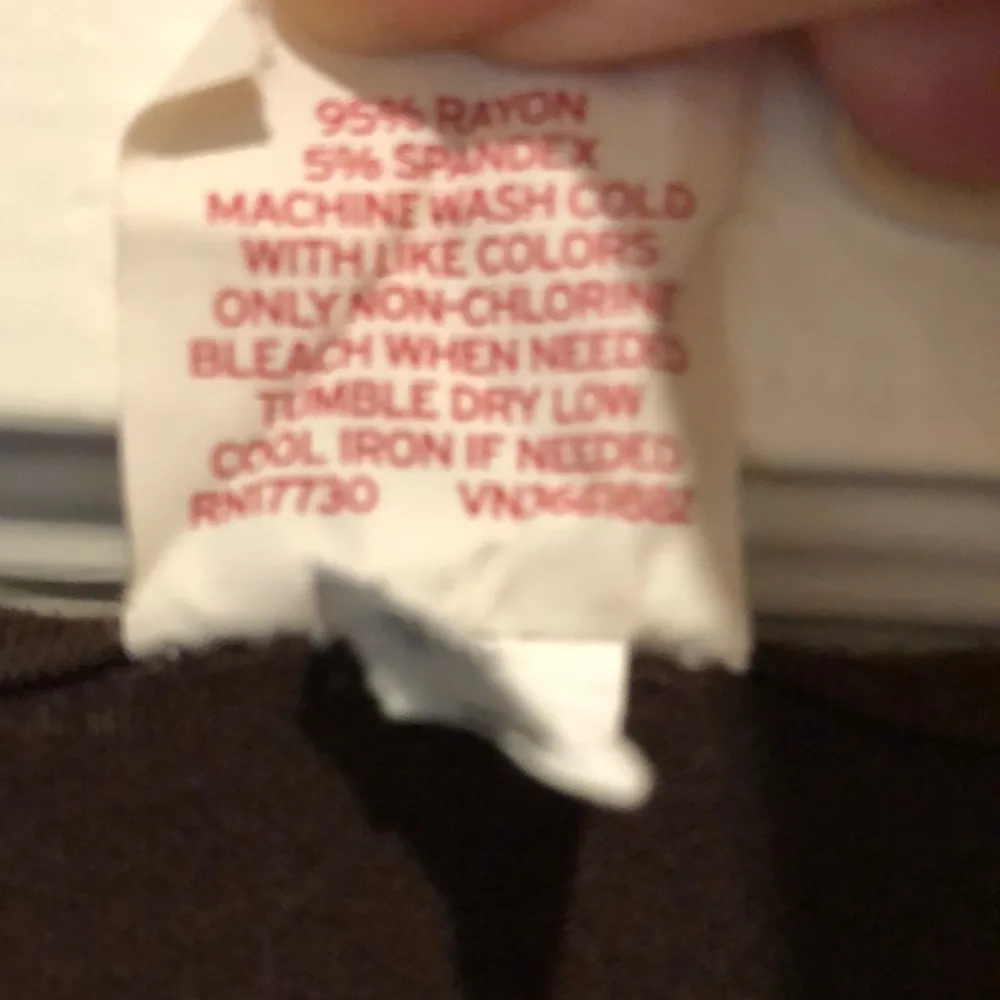 95% RAYON
5% SPANDEX
MACHINE WASH COLD
WITH LIKE COLORS
ONLY NON-CHLORINE
BLEACH WHEN NEEDED
TUMBLE DRY LOW
COOL IRON IF NEEDED
RN17730